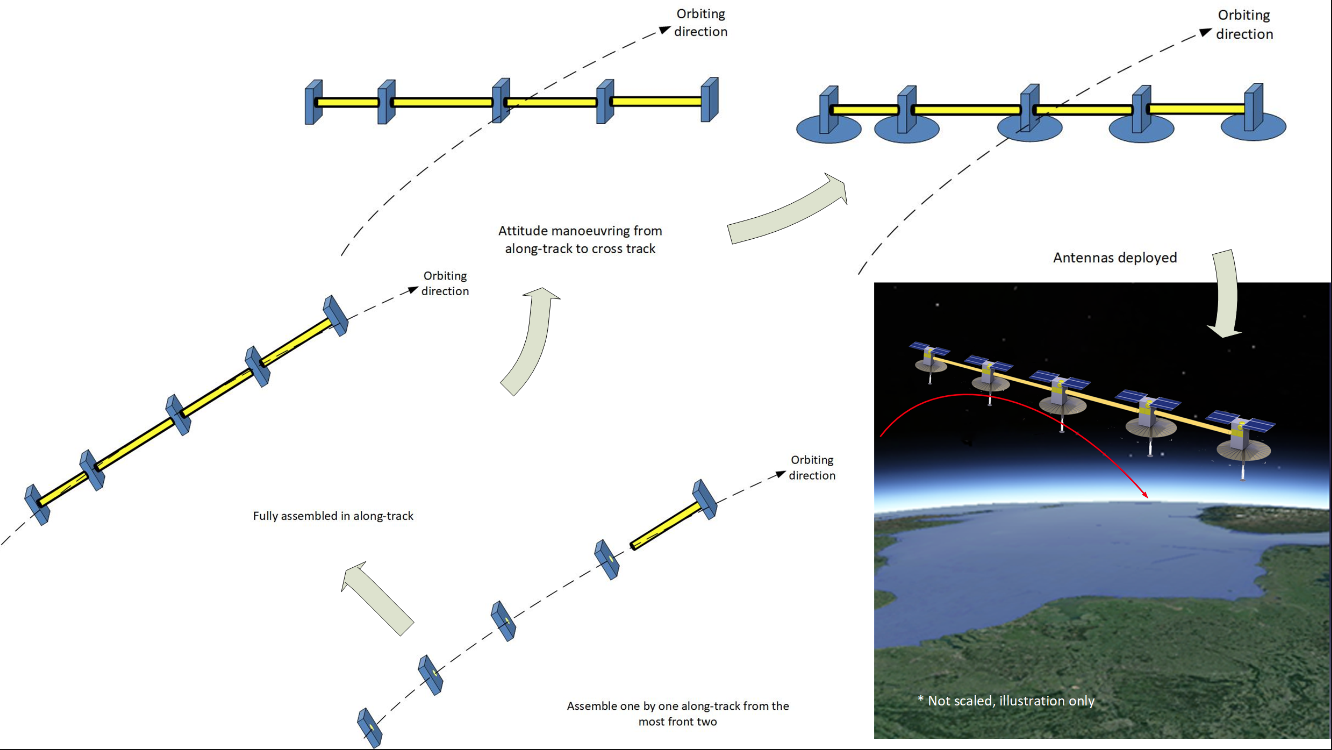 Orbiting
direction
Orbiting
direction
Attitude manoeuvring from
along-track to cross track
Antennas deployed
Orbiting
direction
Orbiting
direction
Fully assembled in along-track
Assemble one by one along-track from the
most front two
* Not scaled, illustration only